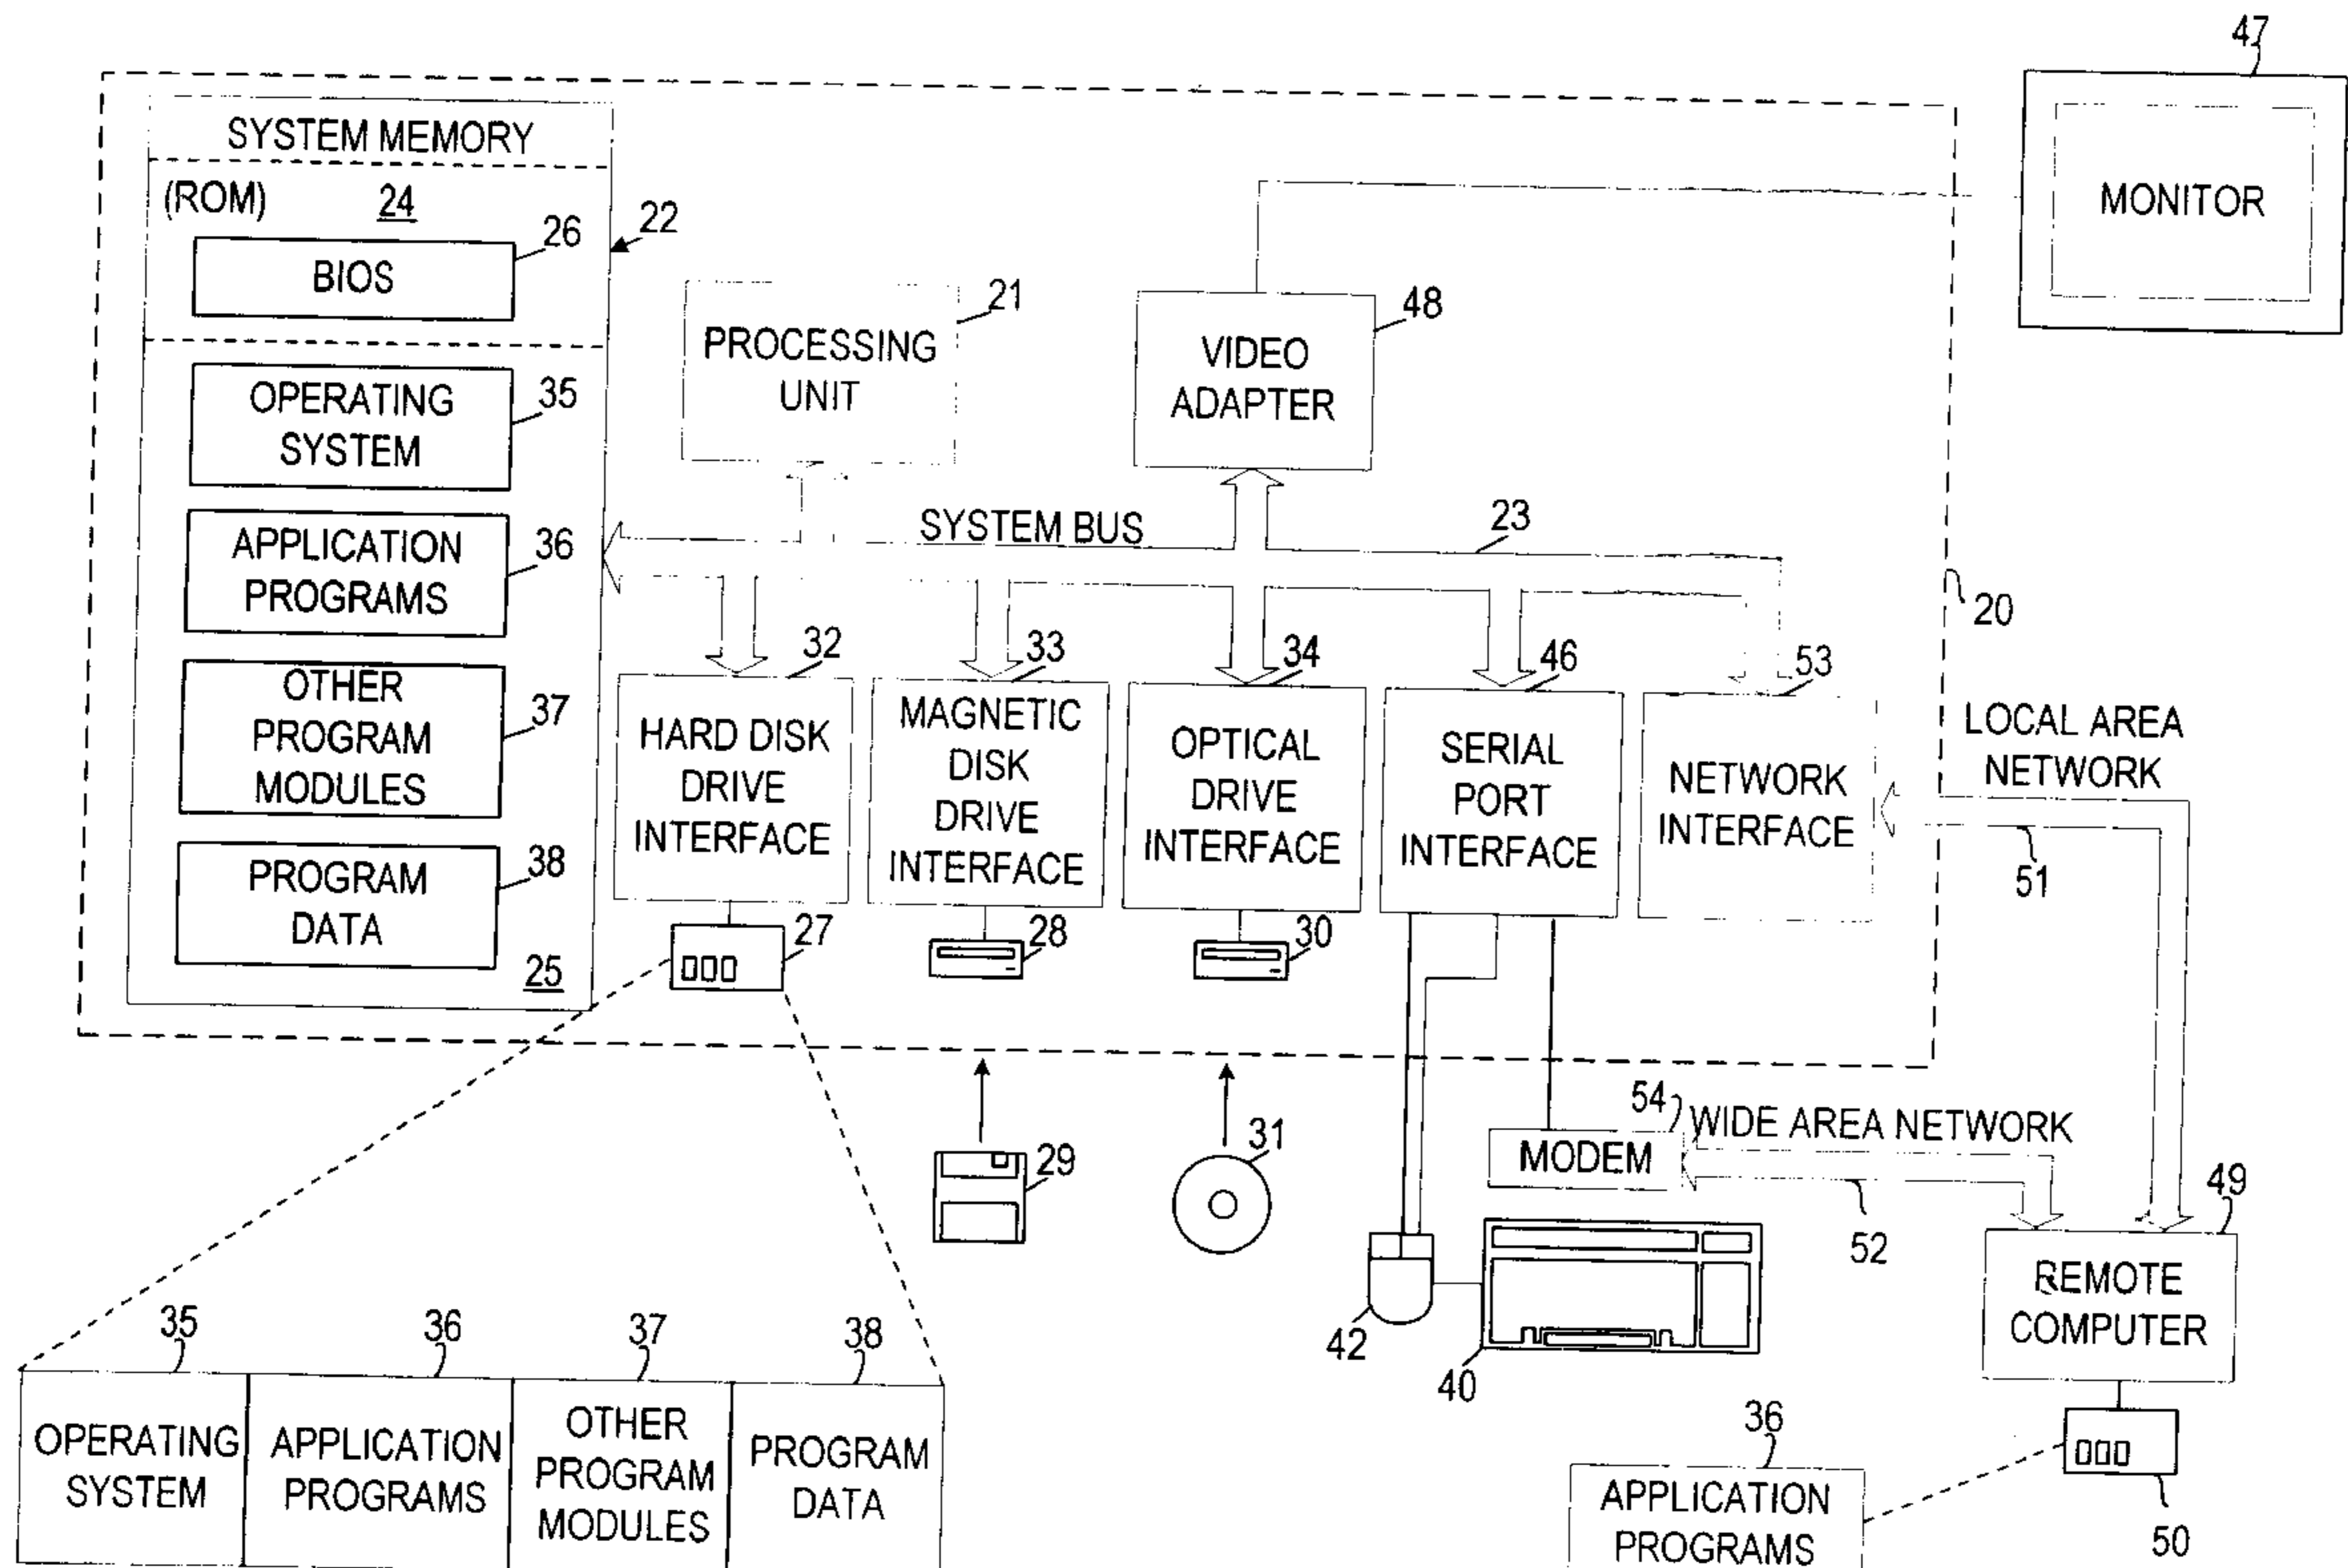 47
SYSTEM MEMORY
(ROM) 24
26
BIOS
22
MONITOR
21
PROCESSING
UNIT
48
VIDEO
ADAPTER
OPERATING
SYSTEM
35
APPLICATION
PROGRAMS
36
SYSTEM BUS
23
20
OTHER
PROGRAM
MODULES
37
PROGRAM
DATA
38
25
32
HARD DISK
DRIVE
INTERFACE
33
MAGNETIC
DISK
DRIVE
INTERFACE
34
OPTICAL
DRIVE
INTERFACE
46
SERIAL
PORT
INTERFACE
53
NETWORK
INTERFACE
LOCAL AREA
NETWORK
51
27
28
30
29
31
54
WIDE AREA NETWORK
MODEM
52
49
42
40
REMOTE
COMPUTER
35
36
37
38
OPERATING
SYSTEM
APPLICATION
PROGRAMS
OTHER
PROGRAM
MODULES
PROGRAM
DATA
36
APPLICATION
PROGRAMS
50